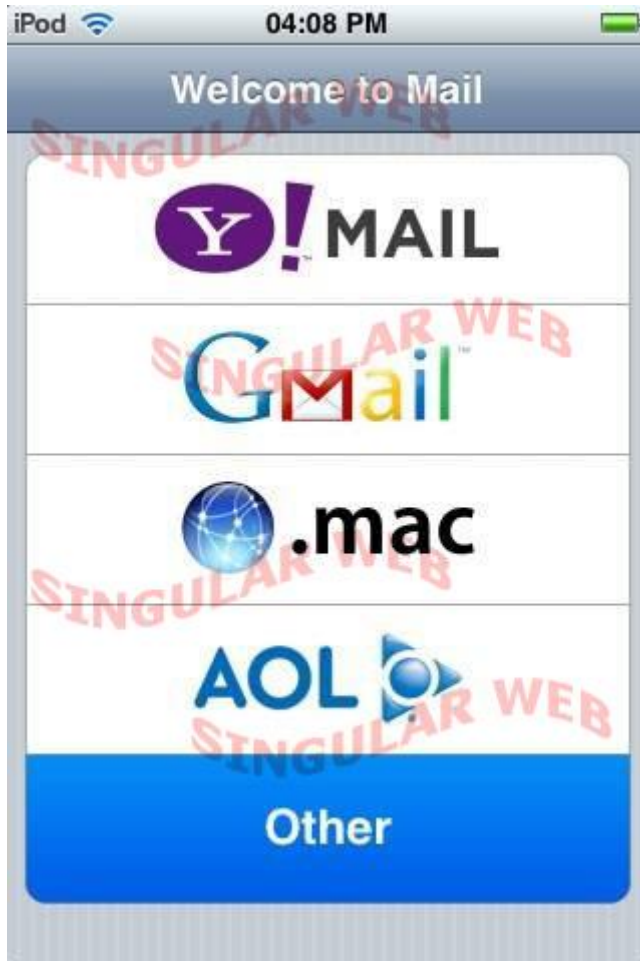 iPod 04:08 PM
Welcome to Mail
SINGULAR WEB
Y! MAIL
SINGULAR WEB
Gmail™
.mac
SINGULAR WEB
AOL
SINGULAR WEB
Other